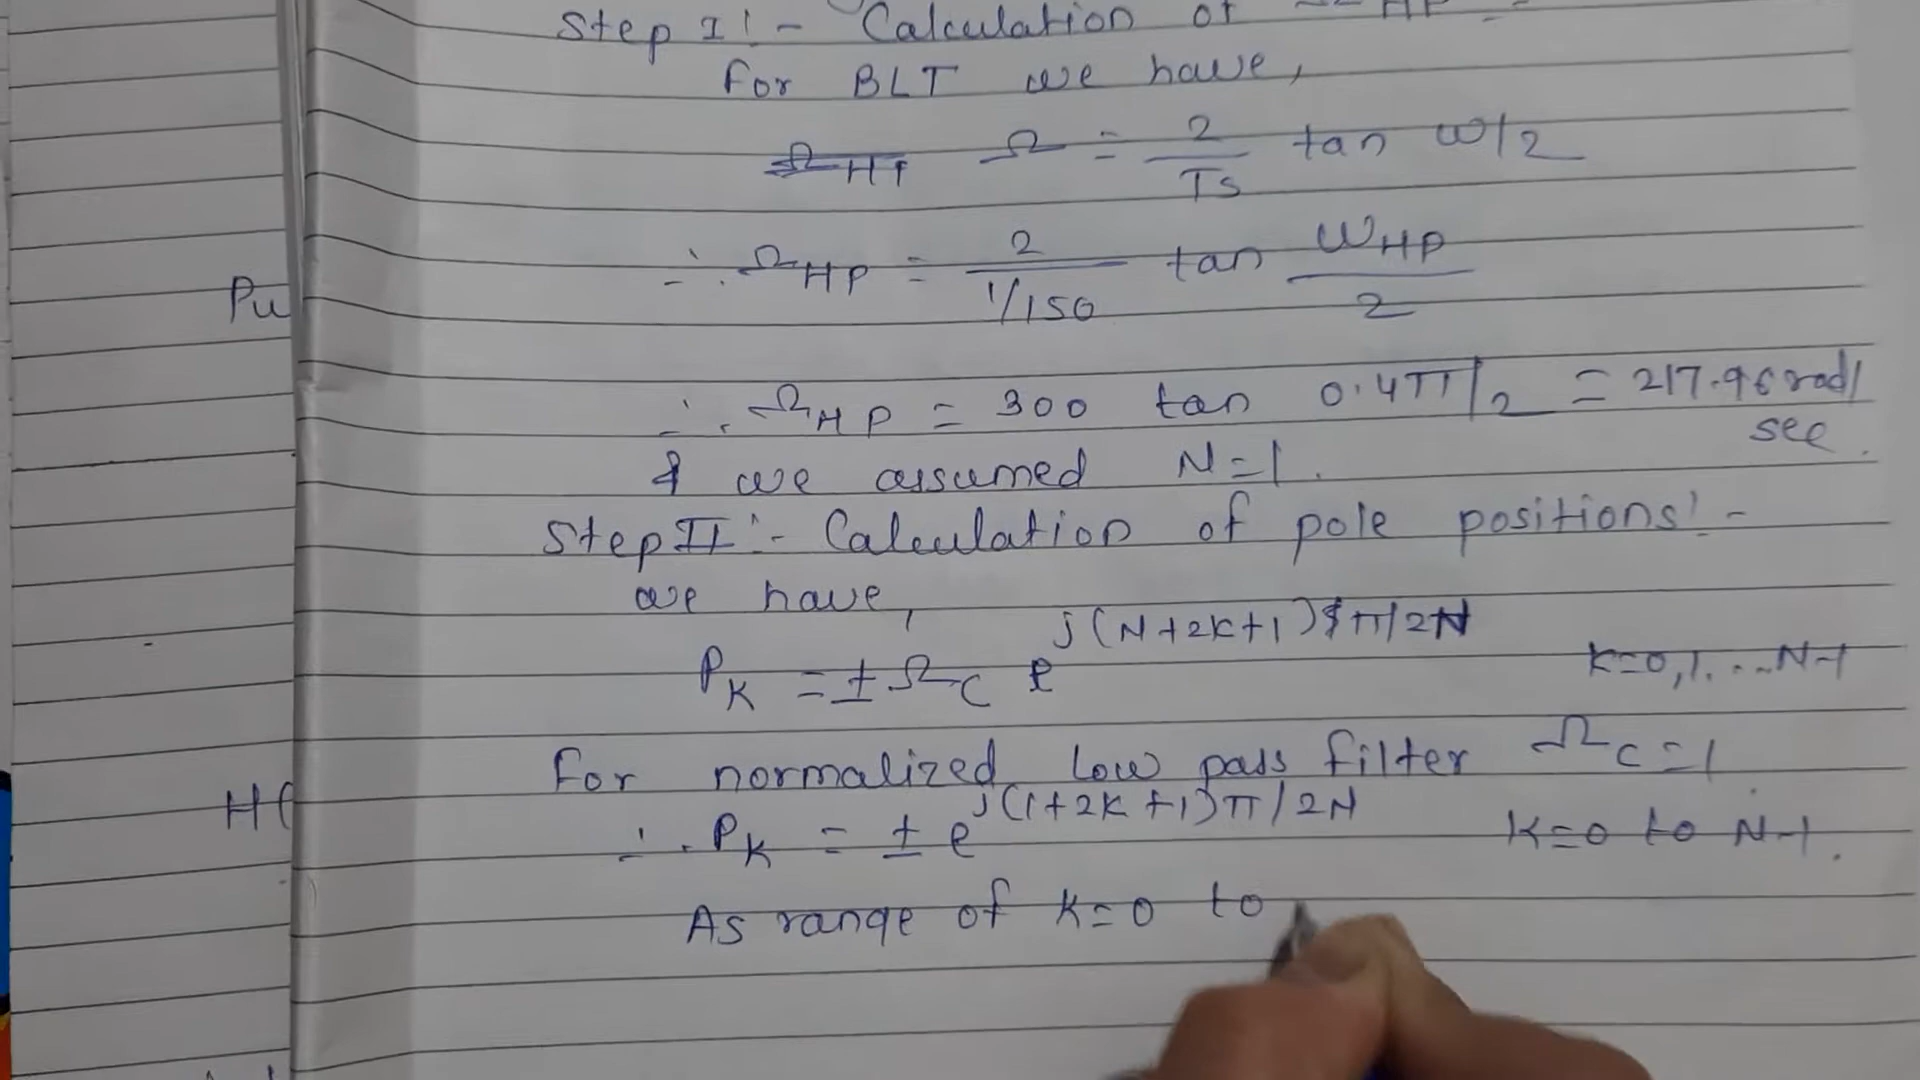 Step I :- Calculation of Ω HP =
For BLT we have,
Ω = 2/Ts tan ω/2
∴ ΩHP = 2 / 1/150 tan ωHP / 2
Pu
∴ ΩHP = 300 tan 0.4π/2 = 217.96 rad/
sec.
& we assumed N=1.
Step II :- Calculation of pole positions :-
we have,
PK = ± Ωc e^j(N+2K+1)π/2N K=0,1,...N-1
For normalized Low pass filter Ωc=1
H(
∴ PK = ± e^j(1+2K+1)π/2N K=0 to N-1.
As range of K=0 to